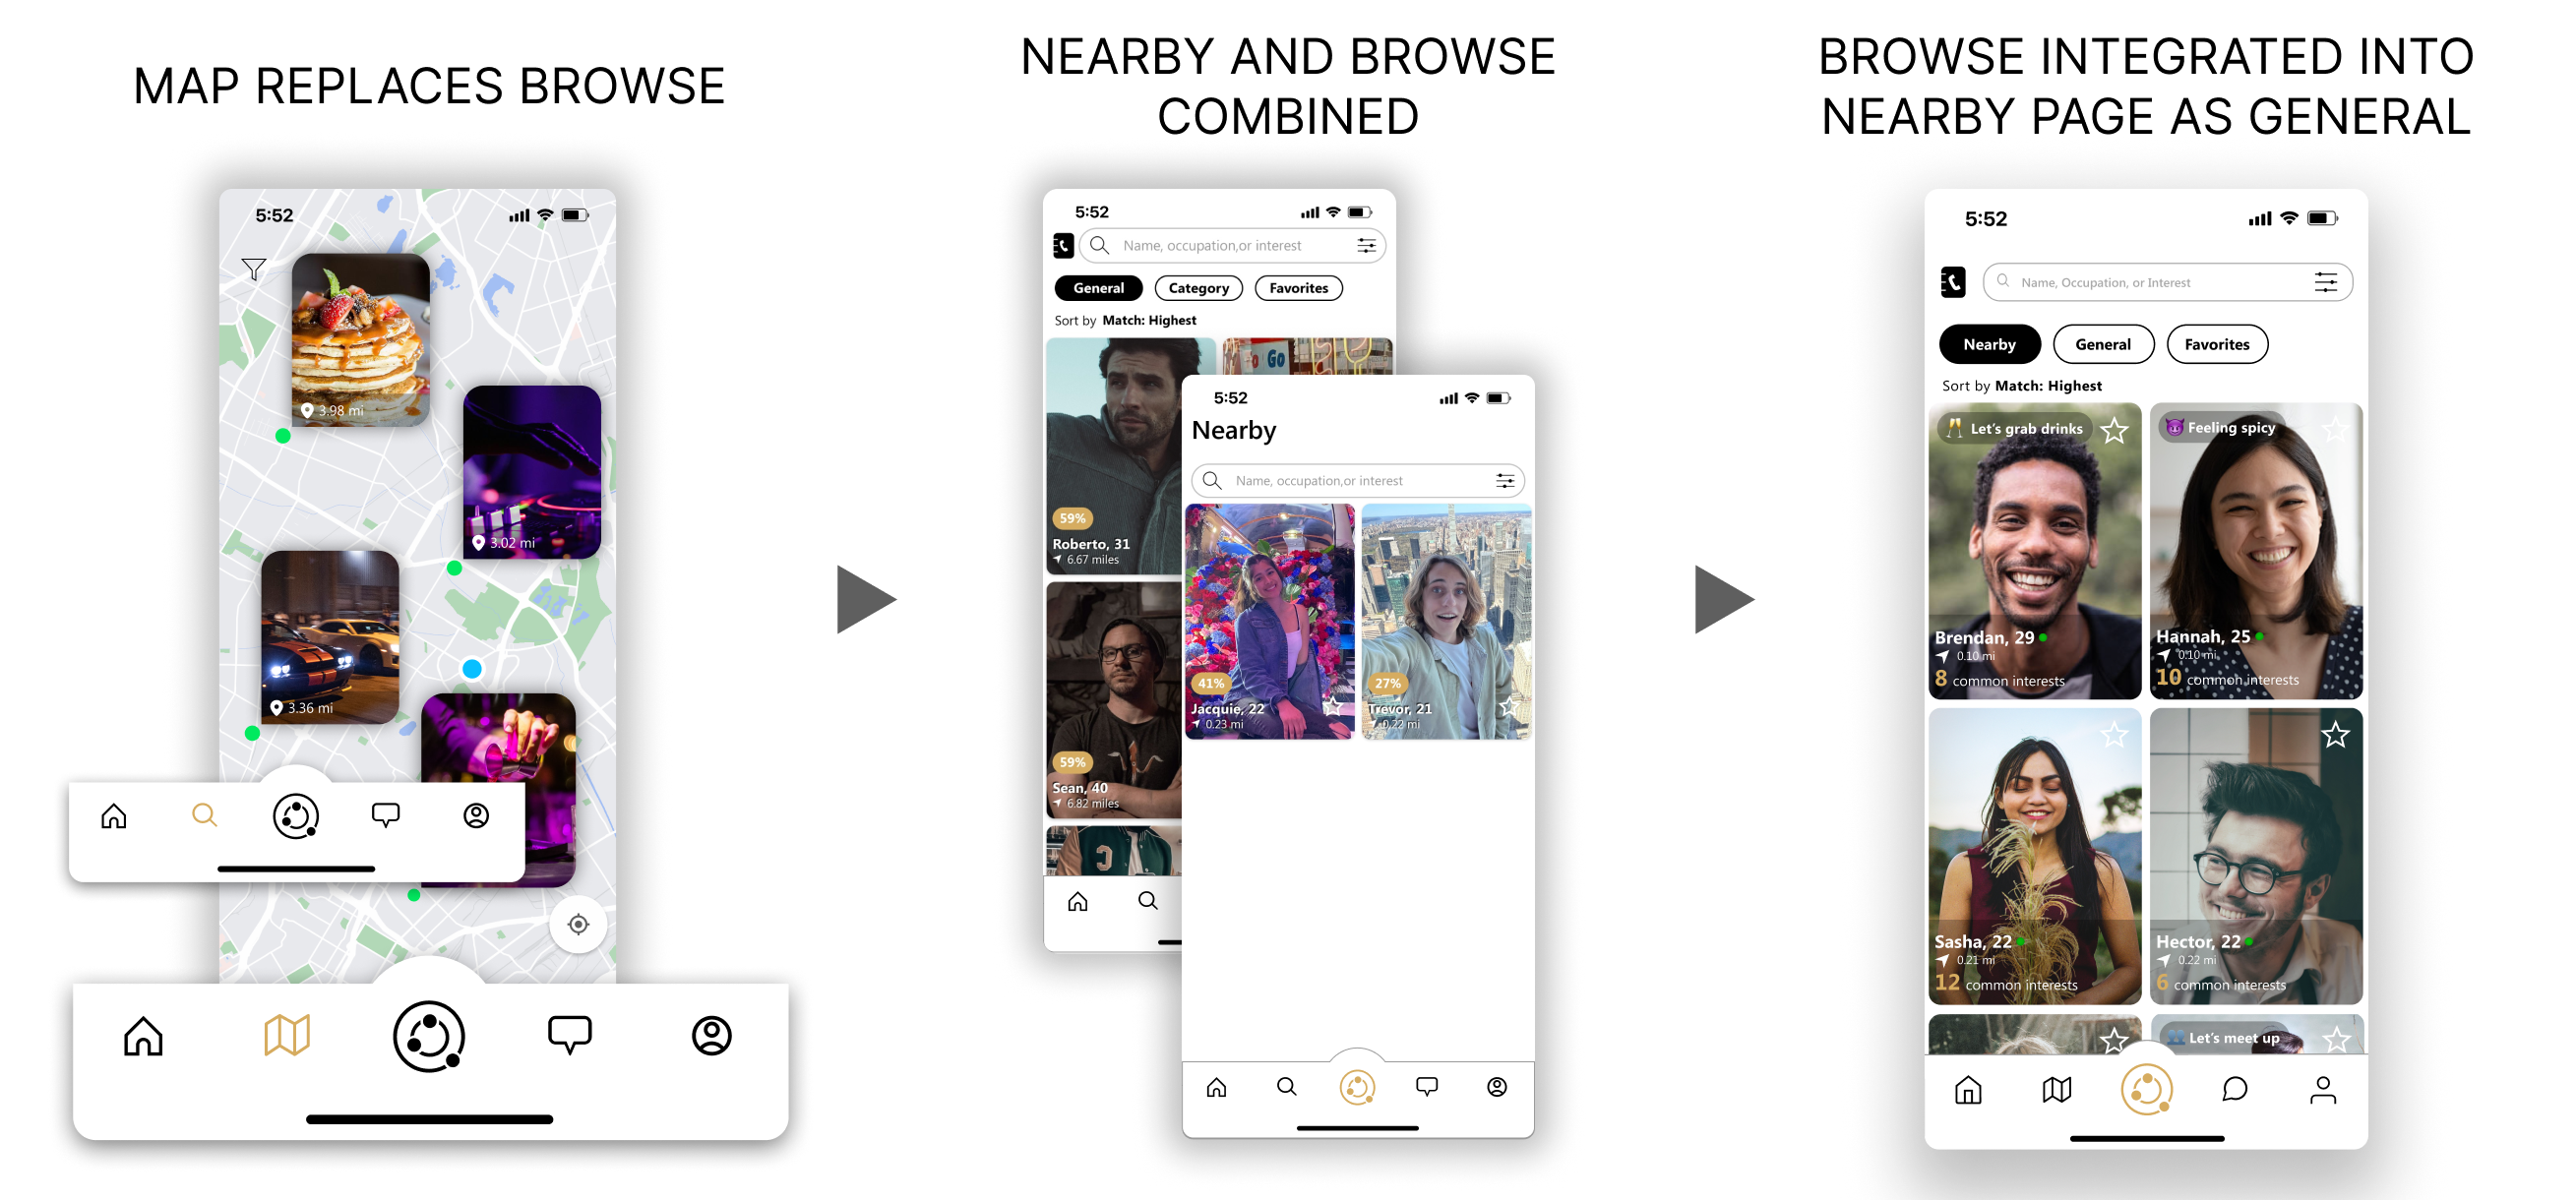 MAP REPLACES BROWSE
5:52
3.98 mi
3.02 mi
3.36 mi
NEARBY AND BROWSE
COMBINED
5:52
Name, occupation,or interest
General Category Favorites
Sort by Match: Highest
Go
59%
Roberto, 31
6.67 miles
59%
Sean, 40
6.82 miles
C
5:52
Nearby
Name, occupation,or interest
41%
Jacquie, 22
0.23 mi
27%
Trevor, 21
0.22 mi
BROWSE INTEGRATED INTO
NEARBY PAGE AS GENERAL
5:52
Name, Occupation, or Interest
Nearby General Favorites
Sort by Match: Highest
Let's grab drinks
Brendan, 29
0.10 mi
8 common interests
Feeling spicy
Hannah, 25
0.10 mi
10 common interests
Sasha, 22
0.21 mi
12 common interests
Hector, 22
0.22 mi
6 common interests
Let's meet up